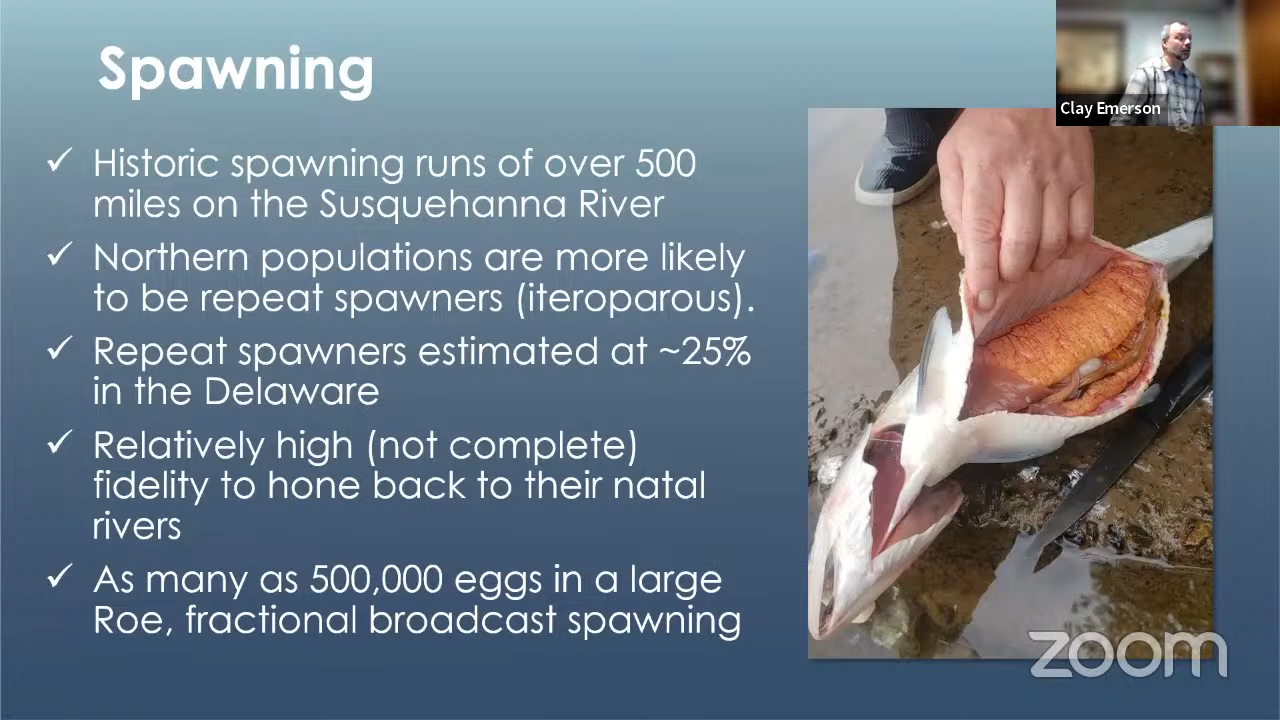 Spawning
Clay Emerson
✓ Historic spawning runs of over 500
miles on the Susquehanna River
✓ Northern populations are more likely
to be repeat spawners (iteroparous).
✓ Repeat spawners estimated at ~25%
in the Delaware
✓ Relatively high (not complete)
fidelity to hone back to their natal
rivers
✓ As many as 500,000 eggs in a large
Roe, fractional broadcast spawning
zoom